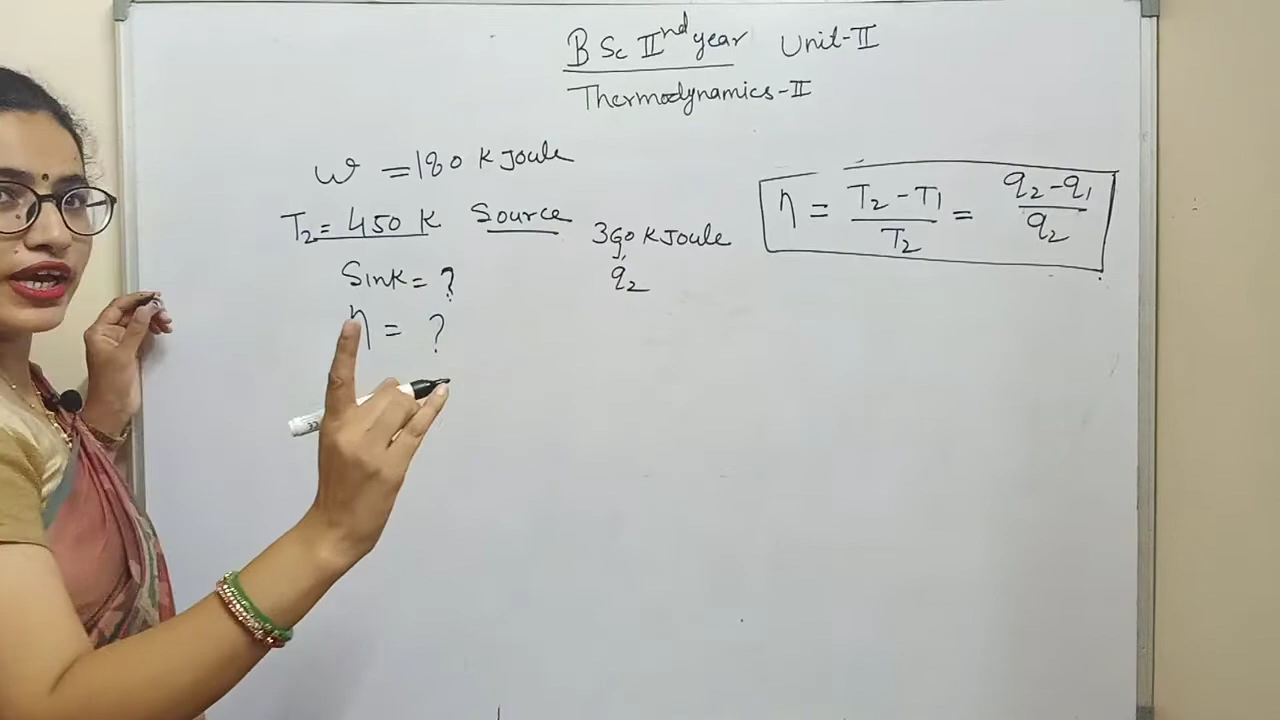 B Sc IInd year Unit-II
Thermodynamics-II
w = 180 K Joule
T2 = 450 K Source
390 K Joule
q2
Sink = ?
η = ?
η = T2 - T1 / T2 = q2 - q1 / q2